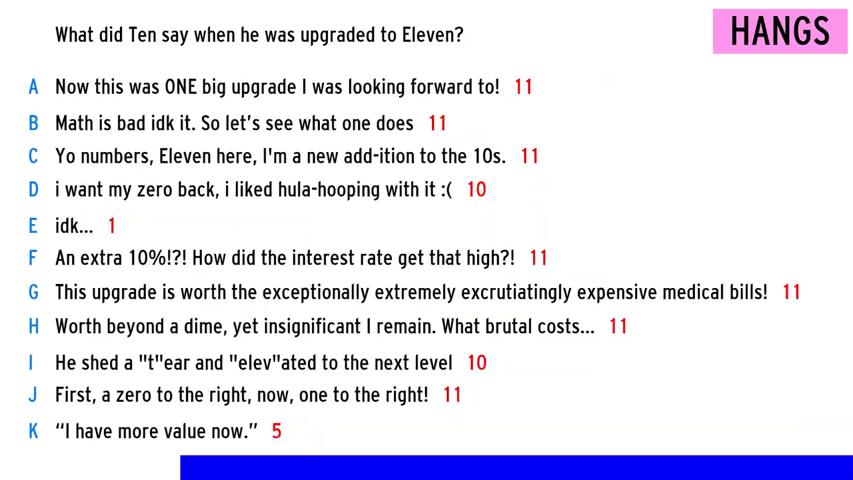 What did Ten say when he was upgraded to Eleven?
HANGS
A Now this was ONE big upgrade I was looking forward to! 11
B Math is bad idk it. So let’s see what one does 11
C Yo numbers, Eleven here, I'm a new add-ition to the 10s. 11
D i want my zero back, i liked hula-hooping with it :( 10
E idk... 1
F An extra 10%!?! How did the interest rate get that high?! 11
G This upgrade is worth the exceptionally extremely excrutiatingly expensive medical bills! 11
H Worth beyond a dime, yet insignificant I remain. What brutal costs... 11
I He shed a "t"ear and "elev"ated to the next level 10
J First, a zero to the right, now, one to the right! 11
K “I have more value now.” 5